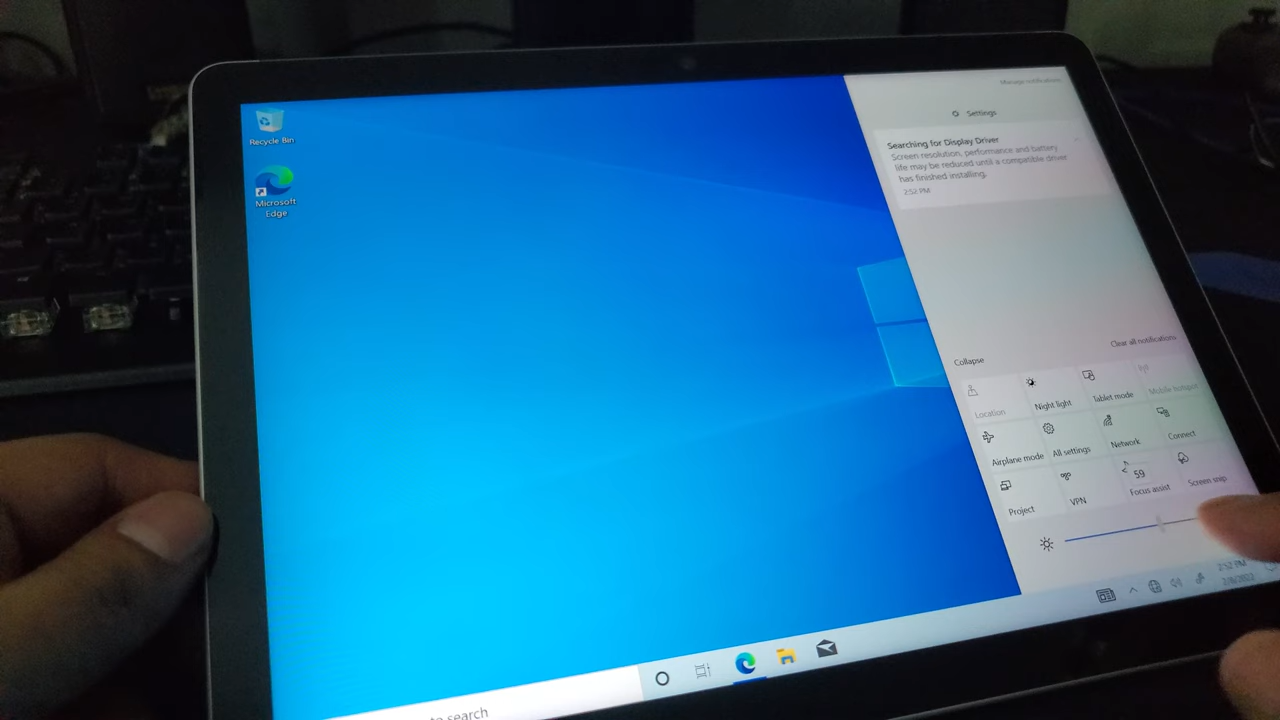 Recycle Bin
Microsoft
Edge
Manage notifications
Settings
Searching for Display Driver
Screen resolution, performance and battery
life may be reduced until a compatible driver
has finished installing.
2:52 PM
Clear all notifications
Collapse
Location
Night light
Tablet mode
Mobile hotspot
Airplane mode
All settings
Network
Connect
Project
VPN
59
Focus assist
Screen snip
2:52 PM
2/8/2022
to search